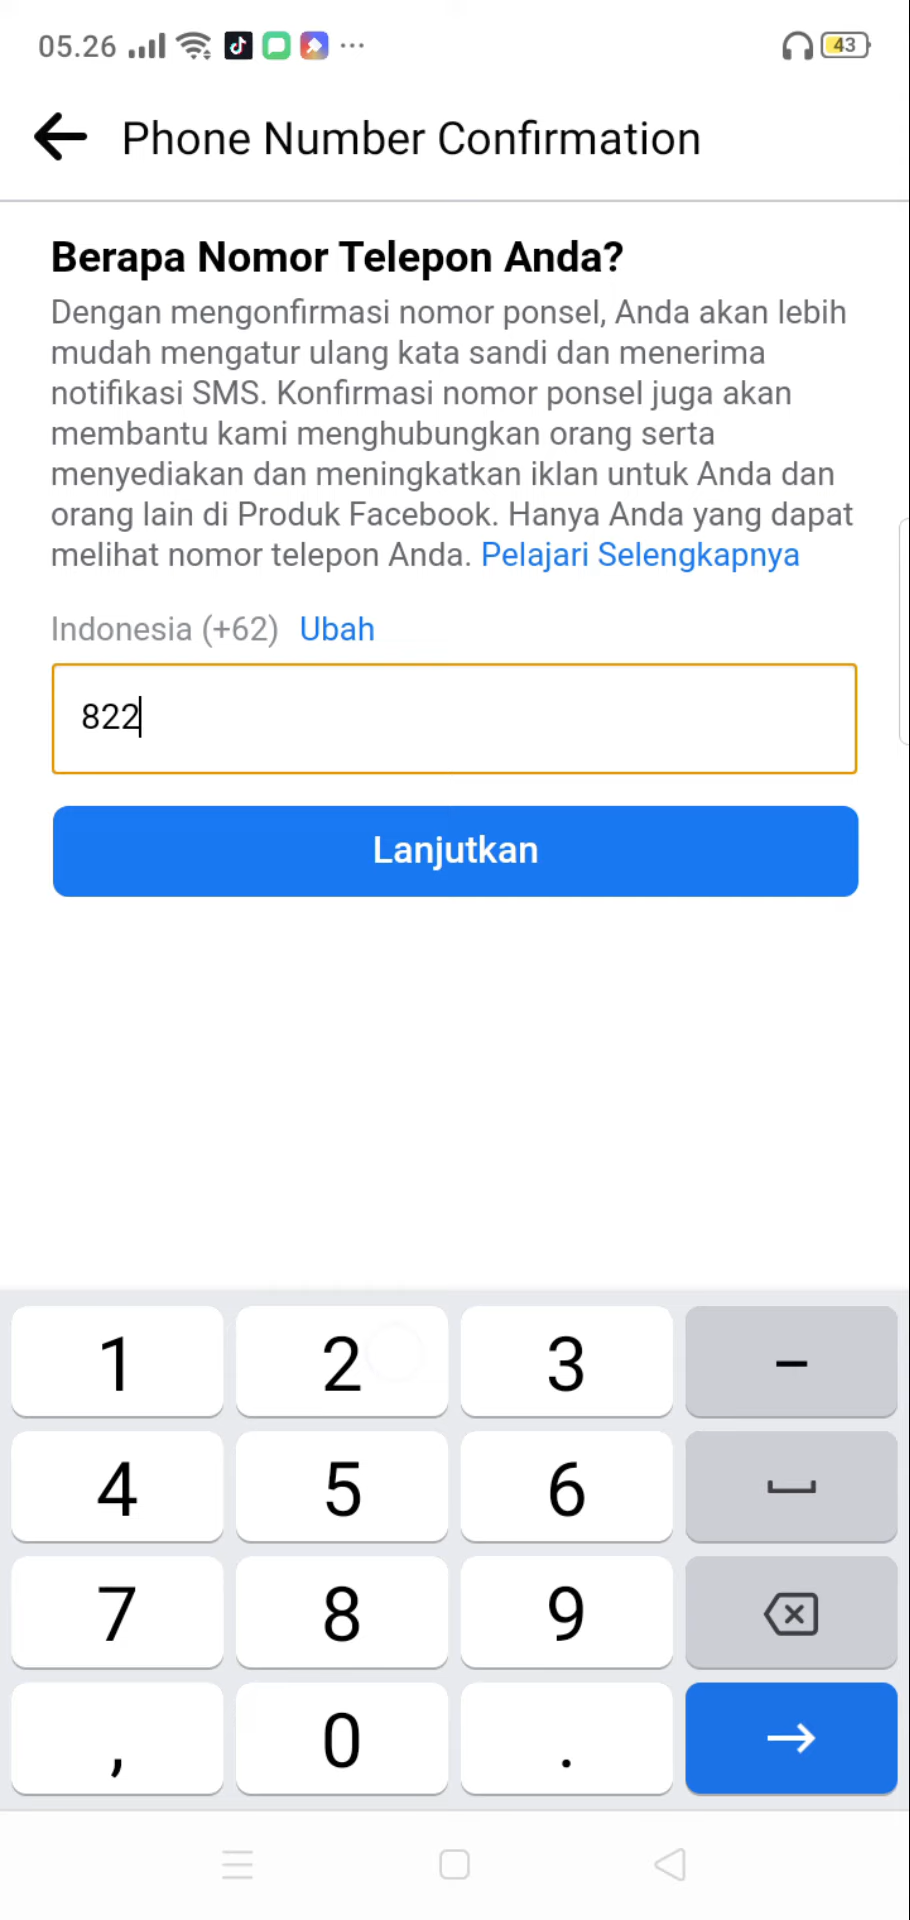 05.26
43
Phone Number Confirmation
Berapa Nomor Telepon Anda?
Dengan mengonfirmasi nomor ponsel, Anda akan lebih
mudah mengatur ulang kata sandi dan menerima
notifikasi SMS. Konfirmasi nomor ponsel juga akan
membantu kami menghubungkan orang serta
menyediakan dan meningkatkan iklan untuk Anda dan
orang lain di Produk Facebook. Hanya Anda yang dapat
melihat nomor telepon Anda. Pelajari Selengkapnya
Indonesia (+62) Ubah
822
Lanjutkan
1 2 3 –
4 5 6
7 8 9
, 0 .